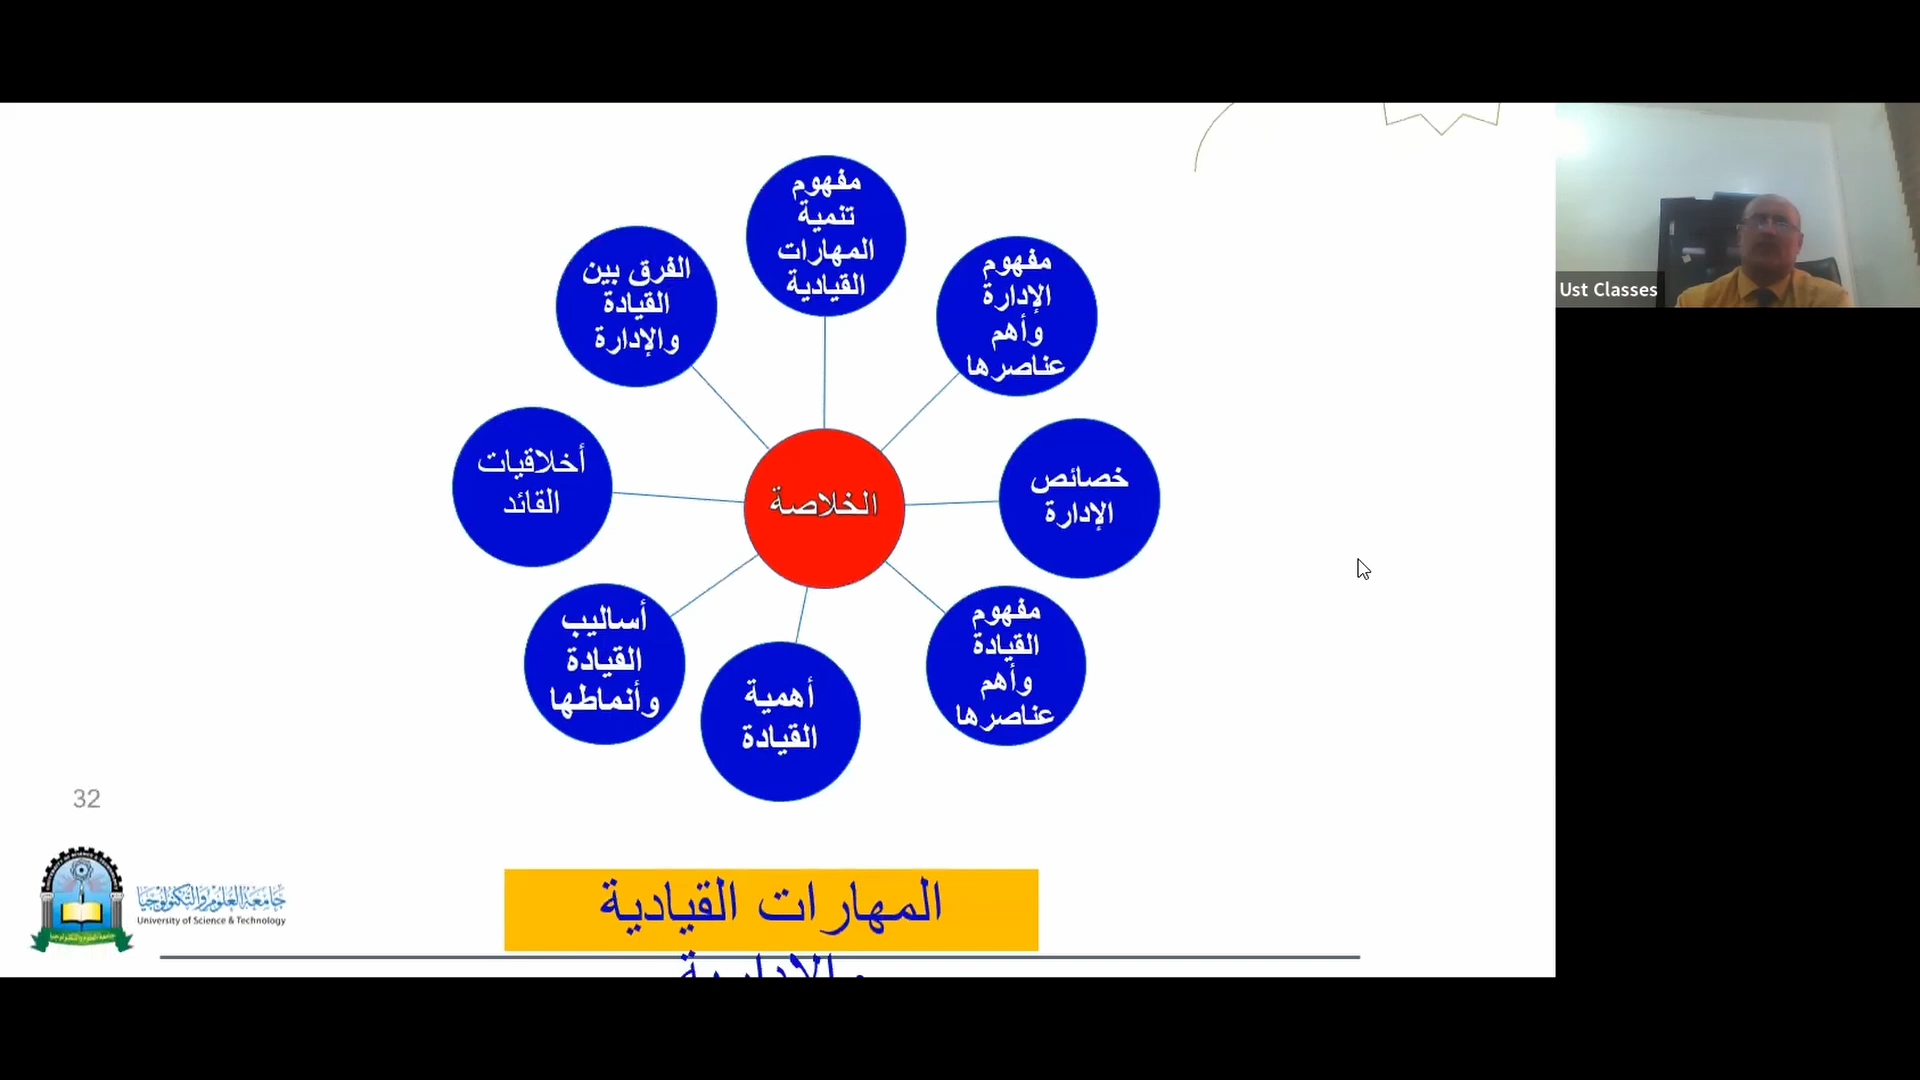 مفهوم
تنمية
المهارات
القيادية
مفهوم
الإدارة
وأهم
عناصرها
خصائص
الإدارة
مفهوم
القيادة
وأهم
عناصرها
أهمية
القيادة
أساليب
القيادة
وأنماطها
أخلاقيات
القائد
الفرق بين
القيادة
والإدارة
الخلاصة
Ust Classes
32
جامعة العلوم والتكنولوجيا
University of Science & Technology
المهارات القيادية
والإدارية